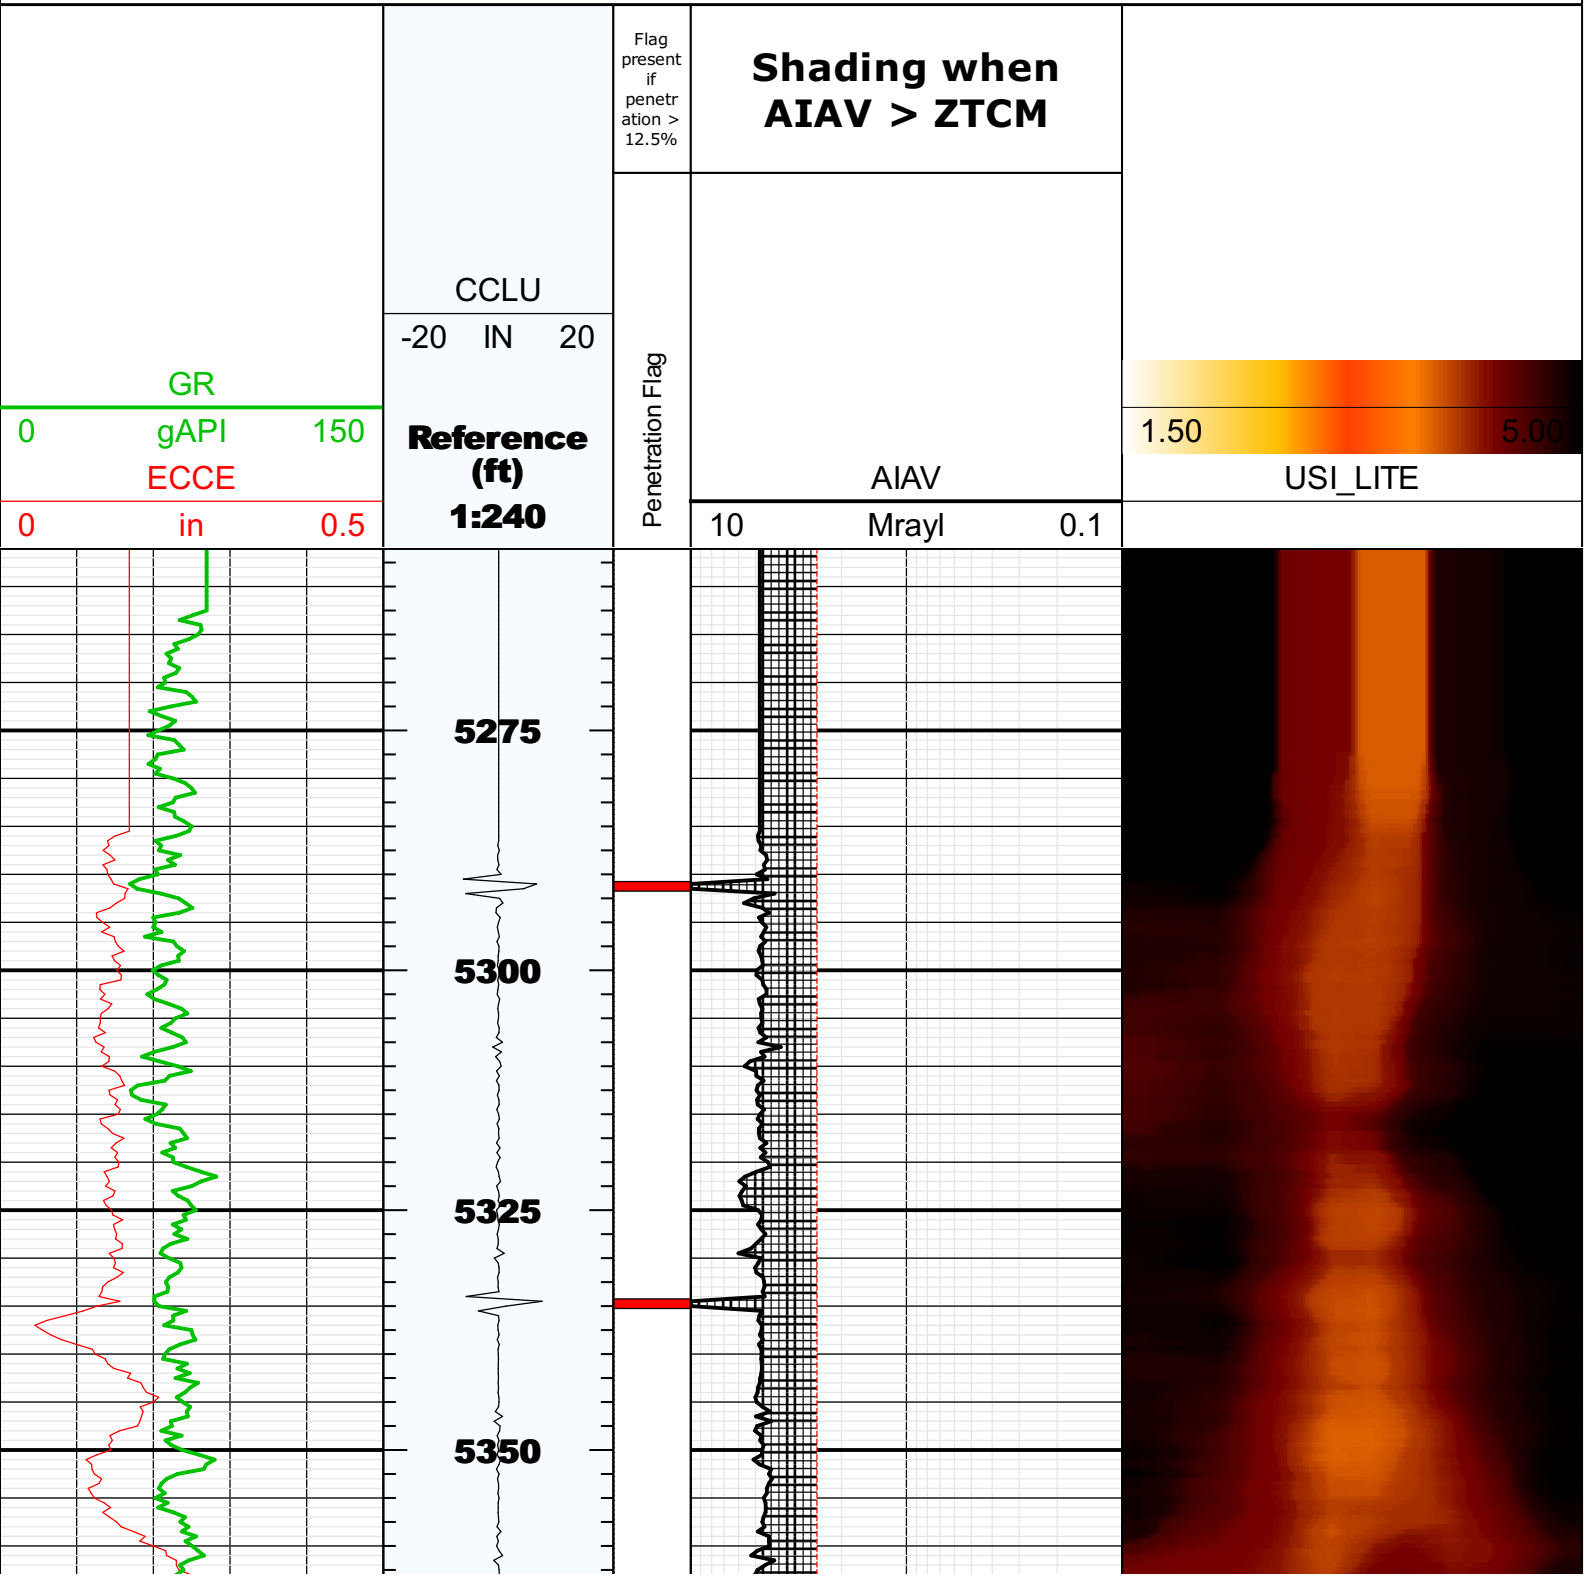 Flag
present
if
penetr
ation >
12.5%
Shading when
AIAV > ZTCM
CCLU
-20 IN 20
GR
0 gAPI 150
ECCE
0 in 0.5
Reference
(ft)
1:240
Penetration Flag
AIAV
10 Mrayl 0.1
1.50 5.00
USI_LITE
5275
5300
5325
5350